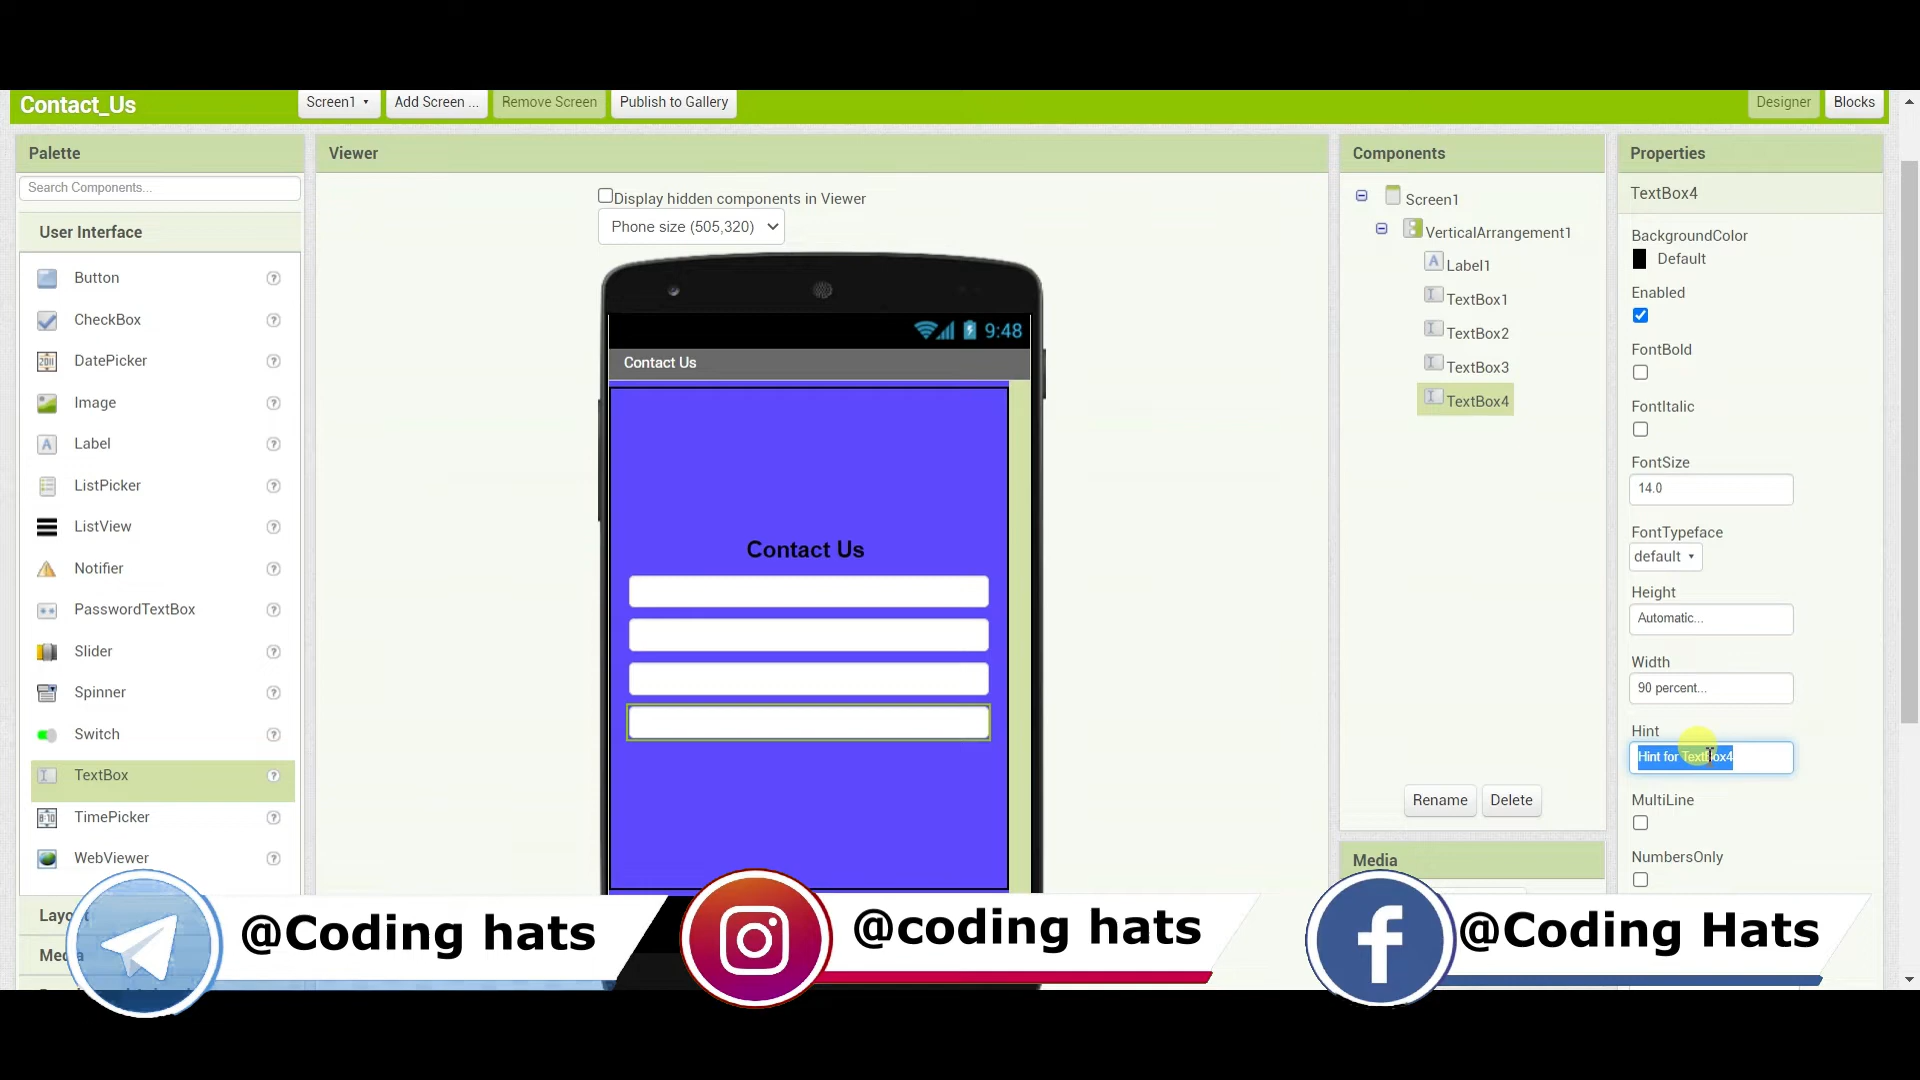 Contact_Us
Screen1
Add Screen ...
Remove Screen
Publish to Gallery
Designer
Blocks
Palette
Search Components...
User Interface
Button
CheckBox
DatePicker
Image
Label
ListPicker
ListView
Notifier
PasswordTextBox
Slider
Spinner
Switch
TextBox
TimePicker
WebViewer
Viewer
Display hidden components in Viewer
Phone size (505,320)
9:48
Contact Us
Contact Us
Components
Screen1
VerticalArrangement1
Label1
TextBox1
TextBox2
TextBox3
TextBox4
Rename
Delete
Media
Properties
TextBox4
BackgroundColor
Default
Enabled
FontBold
FontItalic
FontSize
14.0
FontTypeface
default
Height
Automatic...
Width
90 percent...
Hint
Hint for TextBox4
MultiLine
NumbersOnly
@Coding hats
@coding hats
@Coding Hats